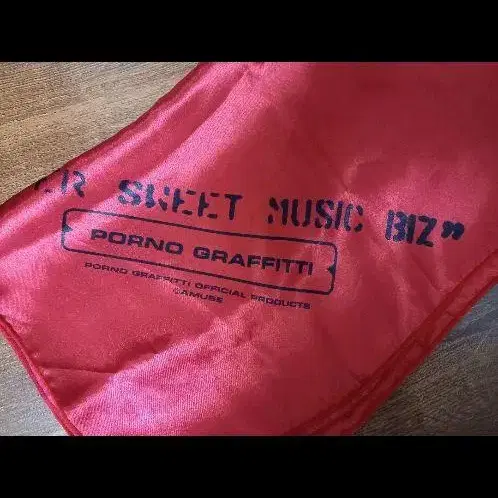 SWEET MUSIC BIZ”
PORNO GRAFFITTI
PORNO GRAFFITTI OFFICIAL PRODUCTS
©AMUSE